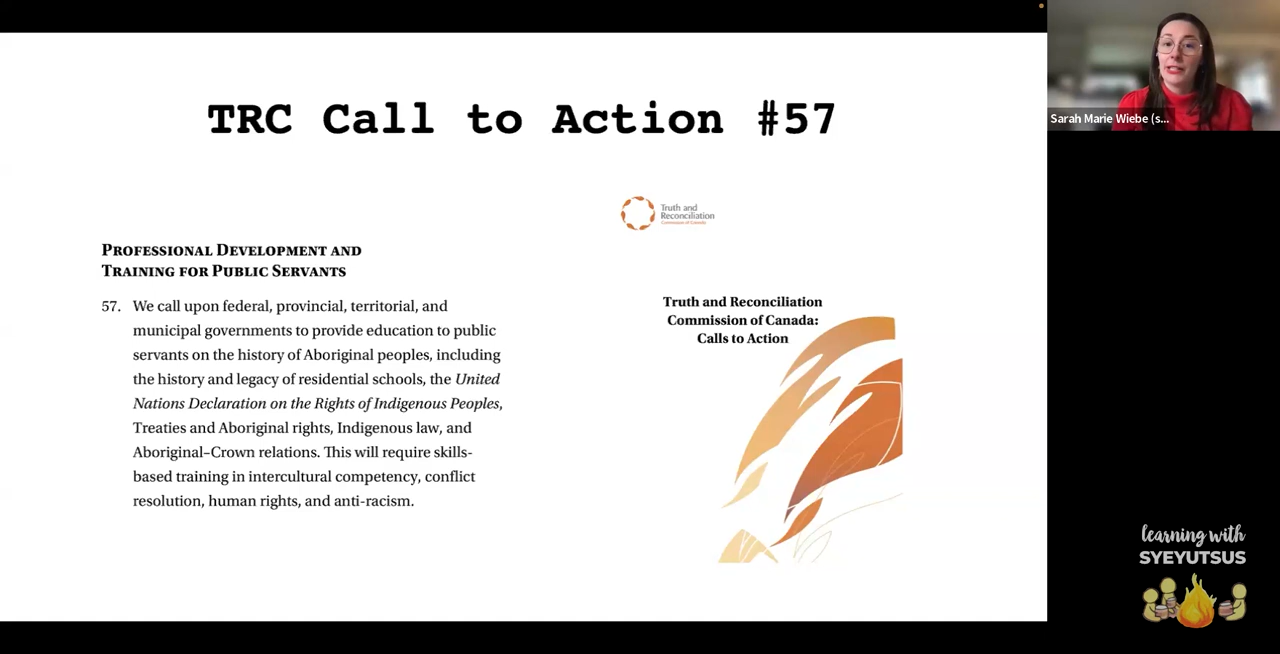 TRC Call to Action #57
PROFESSIONAL DEVELOPMENT AND
TRAINING FOR PUBLIC SERVANTS
57. We call upon federal, provincial, territorial, and
municipal governments to provide education to public
servants on the history of Aboriginal peoples, including
the history and legacy of residential schools, the United
Nations Declaration on the Rights of Indigenous Peoples,
Treaties and Aboriginal rights, Indigenous law, and
Aboriginal–Crown relations. This will require skills-
based training in intercultural competency, conflict
resolution, human rights, and anti-racism.
Truth and
Reconciliation
Commission of Canada
Truth and Reconciliation
Commission of Canada:
Calls to Action
Sarah Marie Wiebe (s...
learning with
SYEYUTSUS